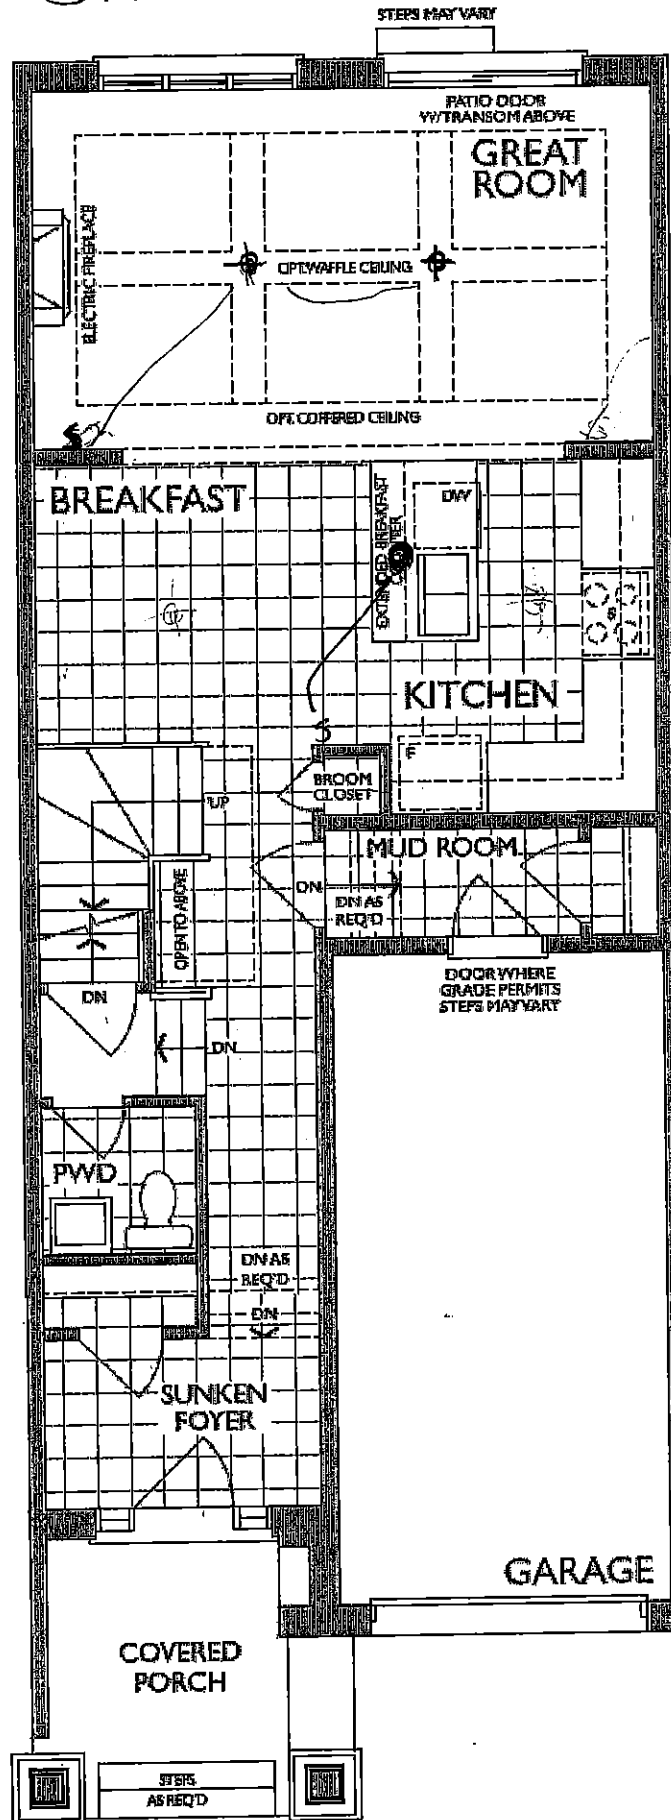 STEPS MAY VARY
PATIO DOOR
W/TRANSOM ABOVE
GREAT
ROOM
ELECTRIC FIREPLACE
OPT. WAFFLE CEILING
OPT. COFFERED CEILING
S
BREAKFAST
EXTENDED BREAKFAST
DW
KITCHEN
S
F
BROOM
CLOSET
UP
MUD ROOM
DN
DN AS
REQ'D
OPEN TO ABOVE
DOOR WHERE
GRADE PERMITS
STEPS MAY VARY
DN
DN
PWD
DN AS
REQ'D
DN
SUNKEN
FOYER
GARAGE
COVERED
PORCH
STEPS
AS REQ'D